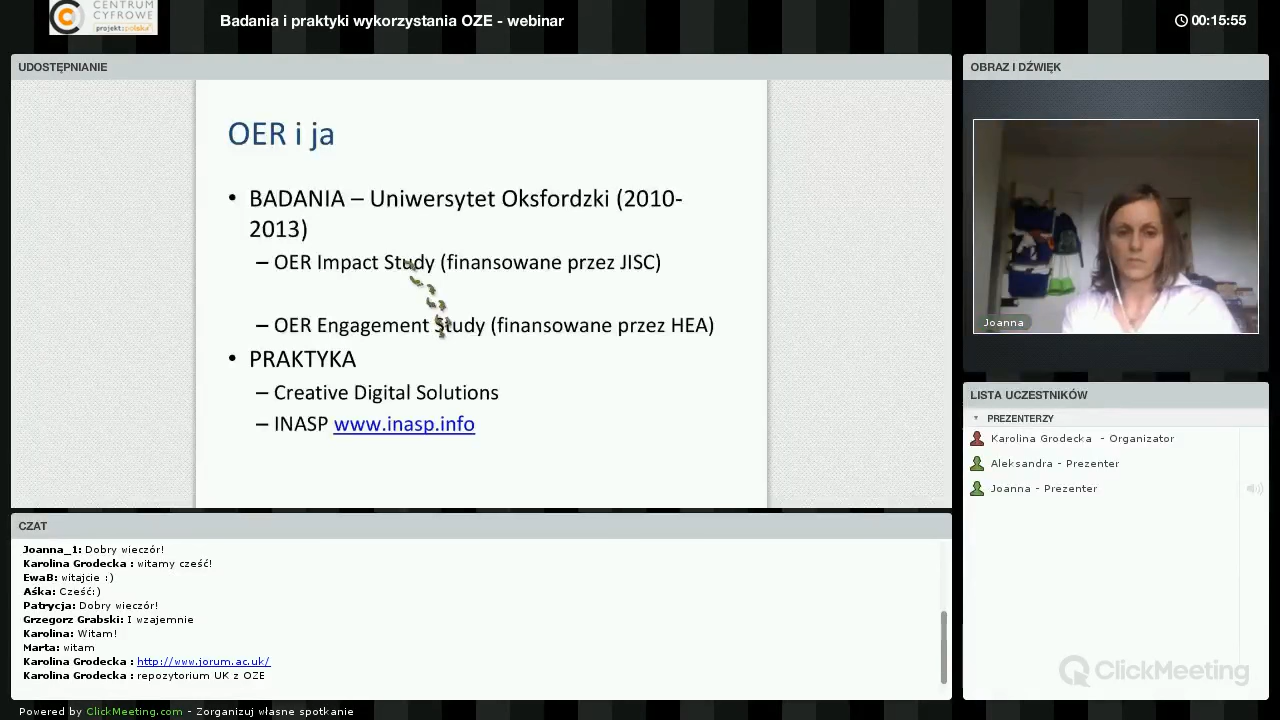 CENTRUM
CYFROWE
projekt: polska
Badania i praktyki wykorzystania OZE - webinar
00:15:55
UDOSTĘPNIANIE
OER i ja
• BADANIA – Uniwersytet Oksfordzki (2010-
2013)
– OER Impact Study (finansowane przez JISC)
– OER Engagement Study (finansowane przez HEA)
• PRAKTYKA
– Creative Digital Solutions
– INASP www.inasp.info
OBRAZ I DŹWIĘK
Joanna
LISTA UCZESTNIKÓW
PREZENTERZY
Karolina Grodecka - Organizator
Aleksandra - Prezenter
Joanna - Prezenter
ClickMeeting
CZAT
Joanna_1: Dobry wieczór!
Karolina Grodecka : witamy cześć!
EwaB: witajcie :)
Aśka: Cześć:)
Patrycja: Dobry wieczór!
Grzegorz Grabski: I wzajemnie
Karolina: Witam!
Marta: witam
Karolina Grodecka : http://www.jorum.ac.uk/
Karolina Grodecka : repozytorium UK z OZE
Powered by ClickMeeting.com - Zorganizuj własne spotkanie